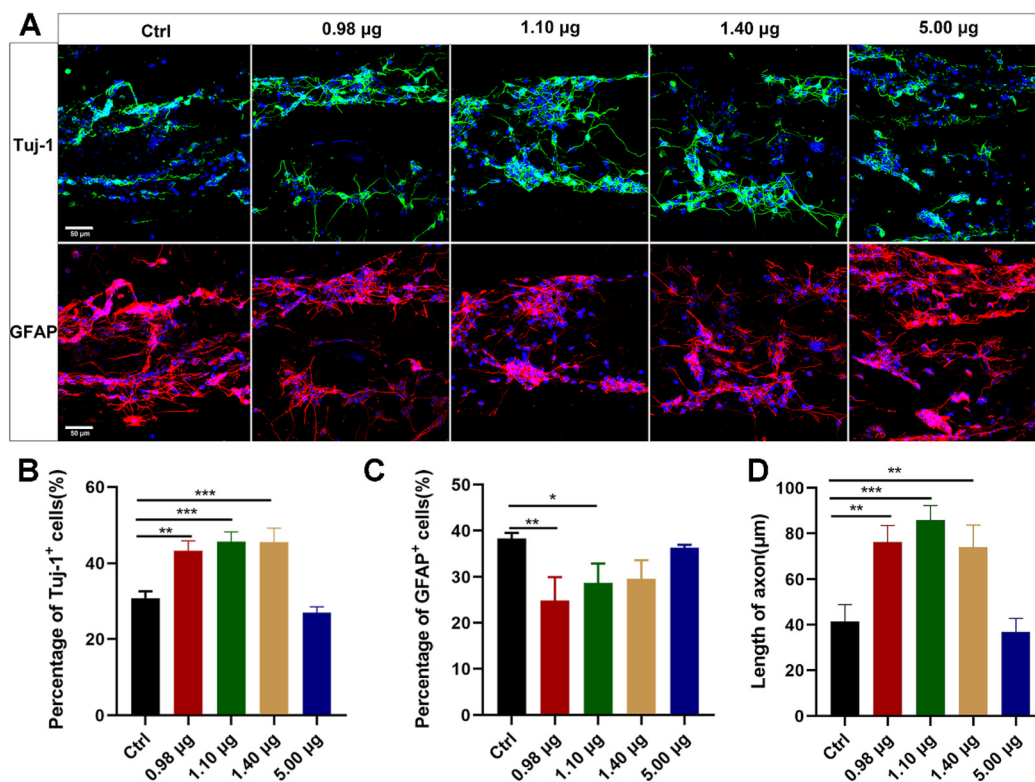 A
Ctrl
0.98 µg
1.10 µg
1.40 µg
5.00 µg
Tuj-1
50 µm
GFAP
50 µm
B
Percentage of Tuj-1⁺ cells(%)
60
40
20
0
***
***
**
Ctrl
0.98 µg
1.10 µg
1.40 µg
5.00 µg
C
Percentage of GFAP⁺ cells(%)
50
40
30
20
10
0
*
**
Ctrl
0.98 µg
1.10 µg
1.40 µg
5.00 µg
D
Length of axon(µm)
100
80
60
40
20
0
**
***
**
Ctrl
0.98 µg
1.10 µg
1.40 µg
5.00 µg